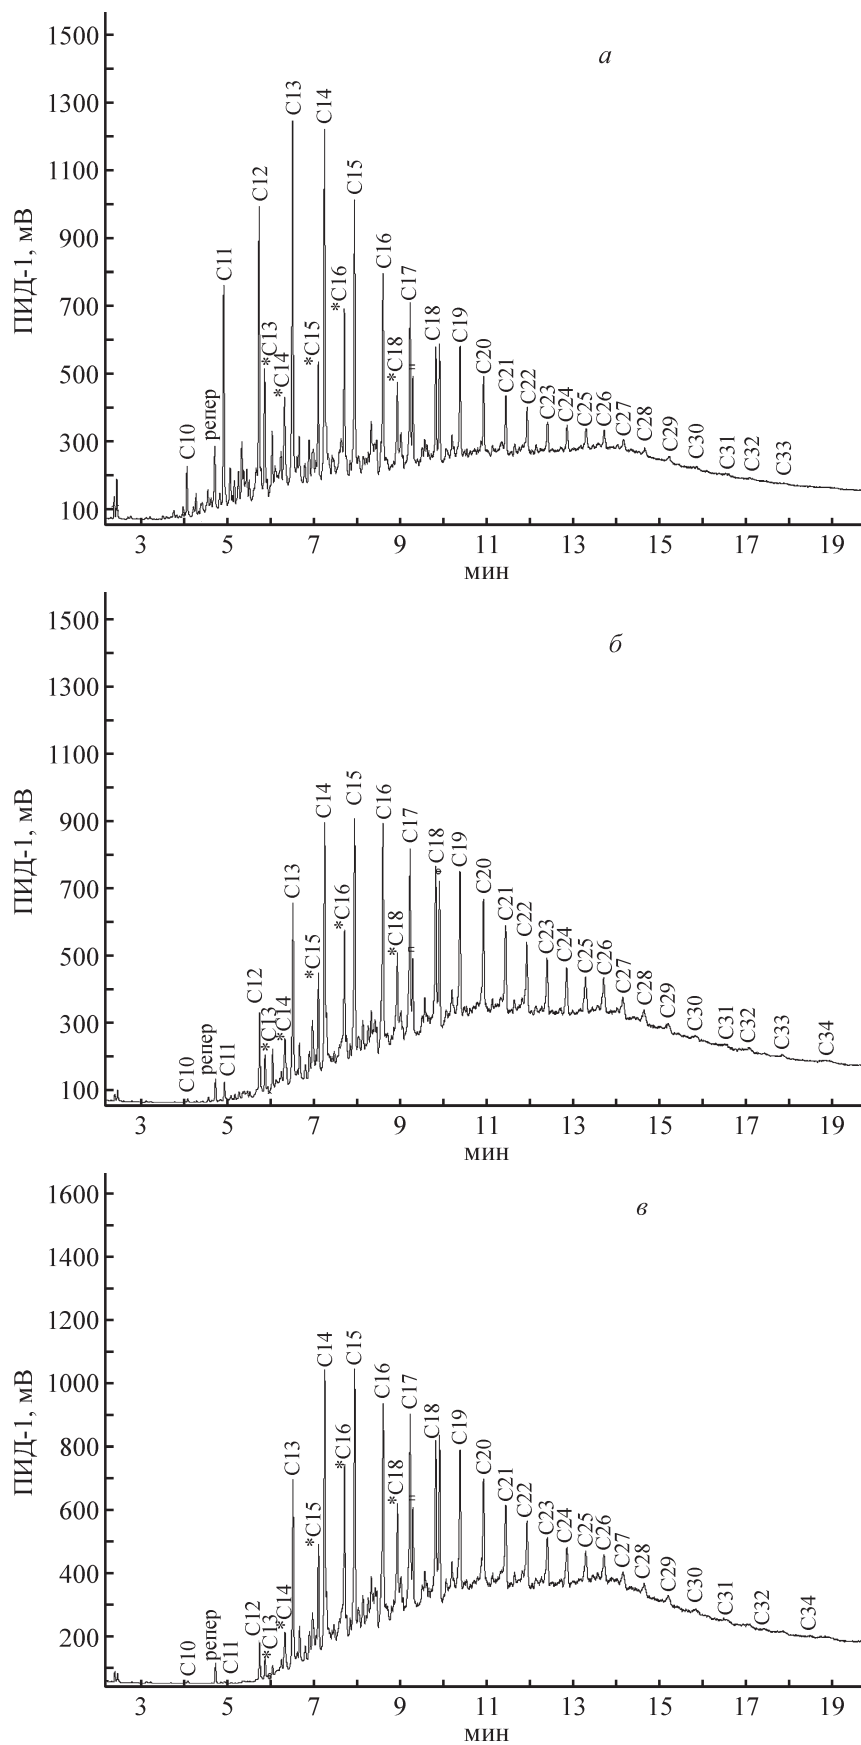 а
ПИД-1, мВ
1500
1300
1100
900
700
500
300
100
C10
репер
C11
C12
*C13
*C14
C13
*C15
C14
*C16
C15
C16
*C18
C17
C18
C19
C20
C21
C22
C23
C24
C25
C26
C27
C28
C29
C30
C31
C32
C33
3 5 7 9 11 13 15 17 19
мин
б
ПИД-1, мВ
1500
1300
1100
900
700
500
300
100
C10
репер
C11
C12
*C13
*C14
C13
*C15
C14
*C16
C15
C16
*C18
C17
C18
C19
C20
C21
C22
C23
C24
C25
C26
C27
C28
C29
C30
C31
C32
C33
C34
3 5 7 9 11 13 15 17 19
мин
в
ПИД-1, мВ
1600
1400
1200
1000
800
600
400
200
C10
репер
C11
C12
*C13
*C14
C13
*C15
C14
*C16
C15
C16
*C18
C17
C18
C19
C20
C21
C22
C23
C24
C25
C26
C27
C28
C29
C30
C31
C32
C34
3 5 7 9 11 13 15 17 19
мин